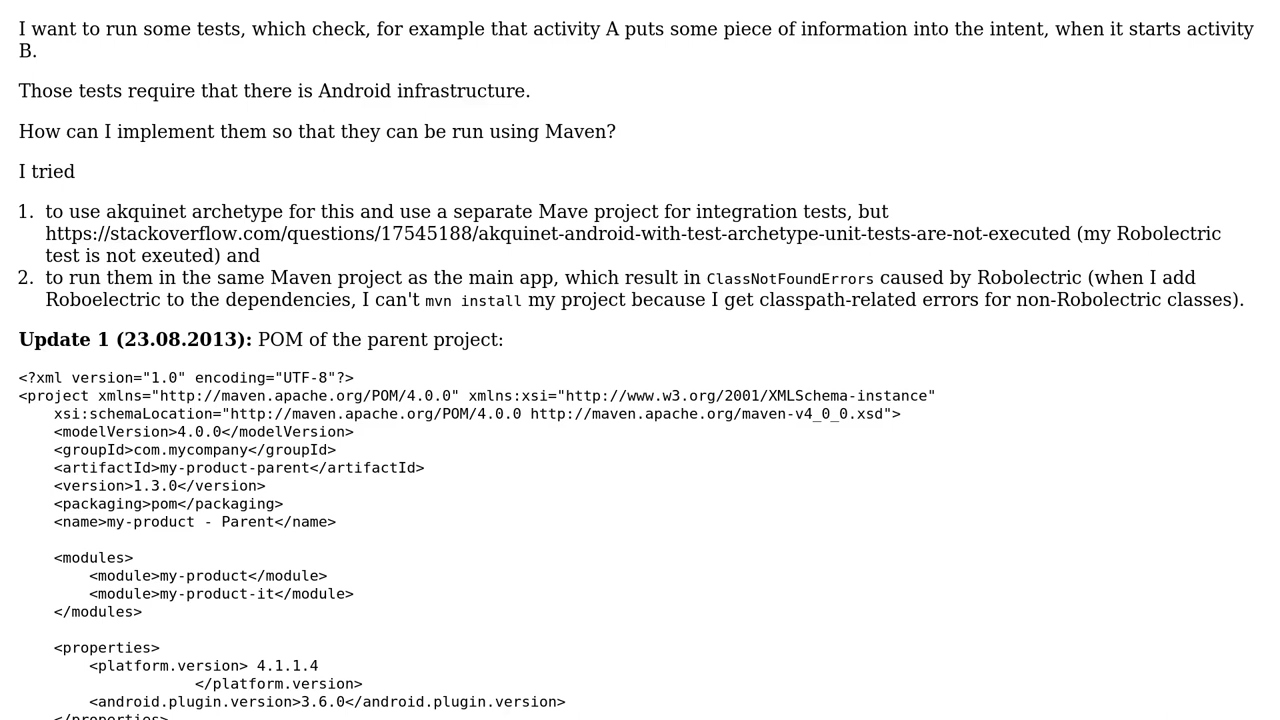 I want to run some tests, which check, for example that activity A puts some piece of information into the intent, when it starts activity
B.
Those tests require that there is Android infrastructure.
How can I implement them so that they can be run using Maven?
I tried
1. to use akquinet archetype for this and use a separate Mave project for integration tests, but
https://stackoverflow.com/questions/17545188/akquinet-android-with-test-archetype-unit-tests-are-not-executed (my Robolectric
test is not exeuted) and
2. to run them in the same Maven project as the main app, which result in ClassNotFoundErrors caused by Robolectric (when I add
Roboelectric to the dependencies, I can't mvn install my project because I get classpath-related errors for non-Robolectric classes).
Update 1 (23.08.2013): POM of the parent project:
<?xml version="1.0" encoding="UTF-8"?>
<project xmlns="http://maven.apache.org/POM/4.0.0" xmlns:xsi="http://www.w3.org/2001/XMLSchema-instance"
    xsi:schemaLocation="http://maven.apache.org/POM/4.0.0 http://maven.apache.org/maven-v4_0_0.xsd">
    <modelVersion>4.0.0</modelVersion>
    <groupId>com.mycompany</groupId>
    <artifactId>my-product-parent</artifactId>
    <version>1.3.0</version>
    <packaging>pom</packaging>
    <name>my-product - Parent</name>
    <modules>
        <module>my-product</module>
        <module>my-product-it</module>
    </modules>
    <properties>
        <platform.version> 4.1.1.4
                    </platform.version>
        <android.plugin.version>3.6.0</android.plugin.version>
    </properties>